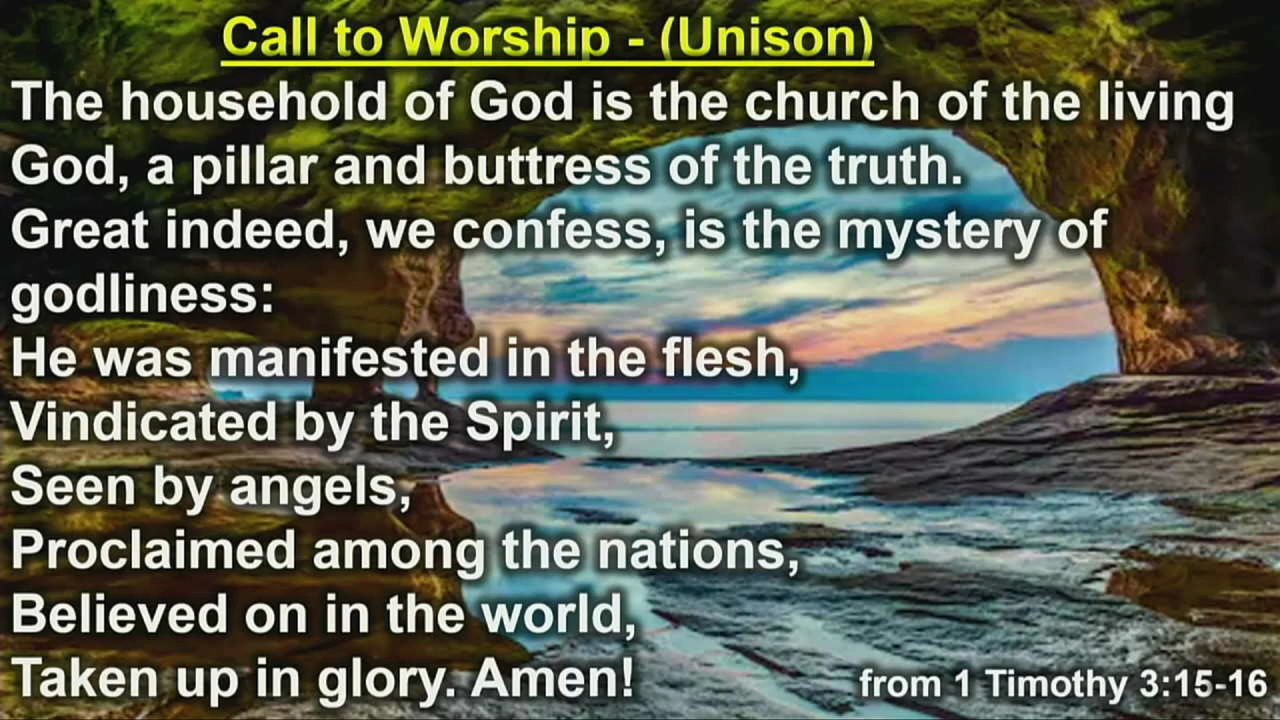 Call to Worship - (Unison)
The household of God is the church of the living
God, a pillar and buttress of the truth.
Great indeed, we confess, is the mystery of
godliness:
He was manifested in the flesh,
Vindicated by the Spirit,
Seen by angels,
Proclaimed among the nations,
Believed on in the world,
Taken up in glory. Amen!
from 1 Timothy 3:15-16